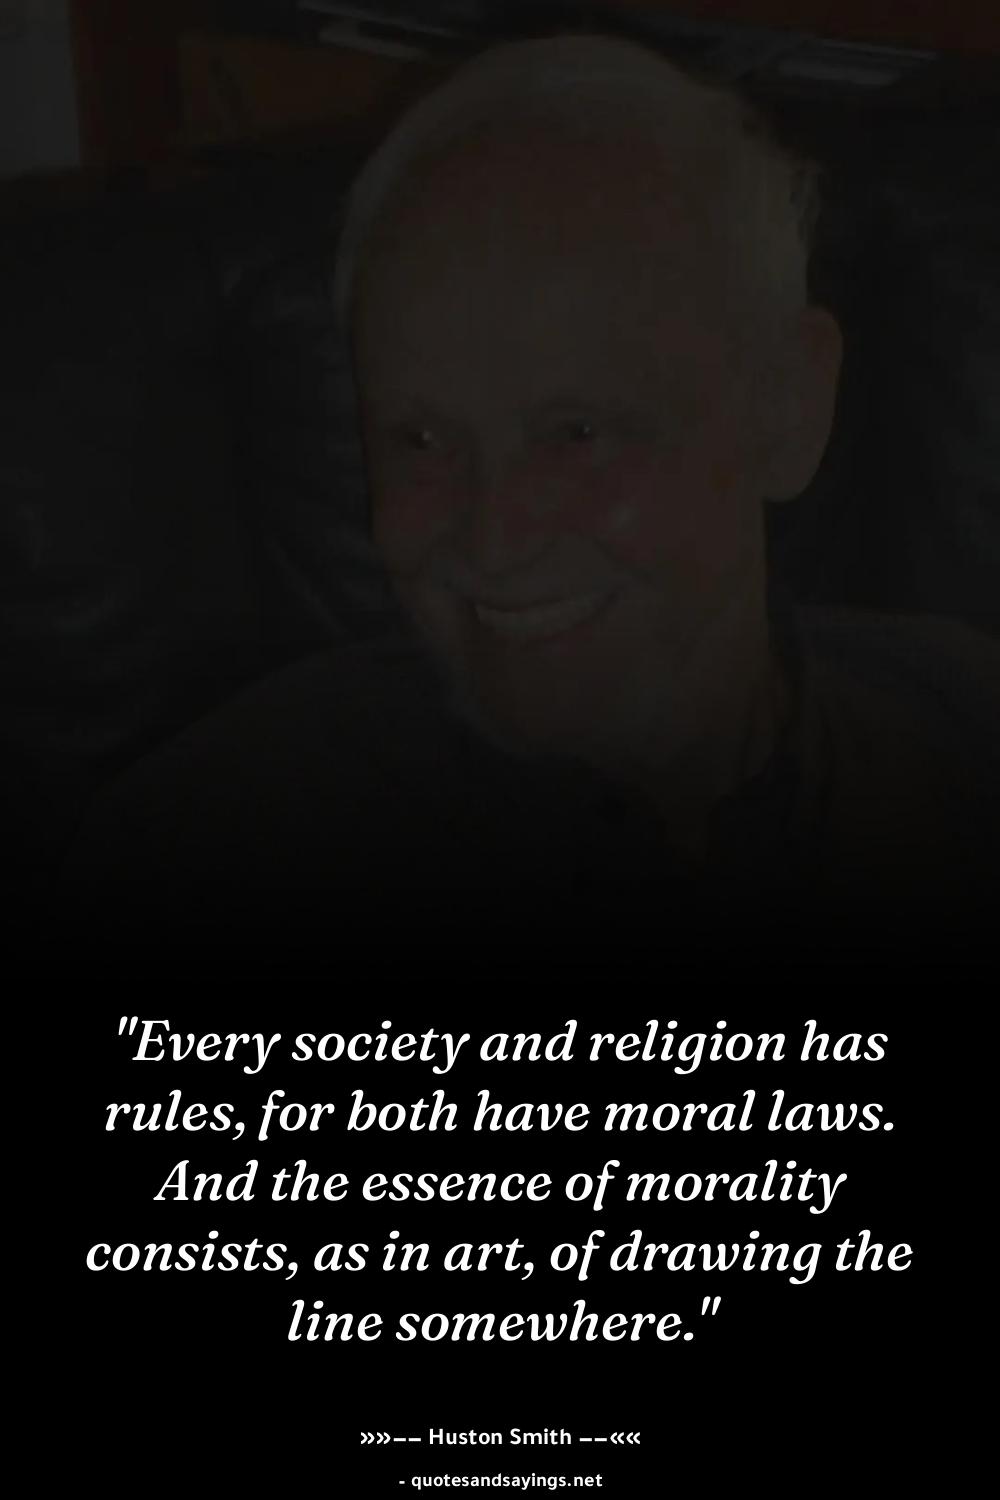 "Every society and religion has
rules, for both have moral laws.
And the essence of morality
consists, as in art, of drawing the
line somewhere."
»»–– Huston Smith ––««
- quotesandsayings.net